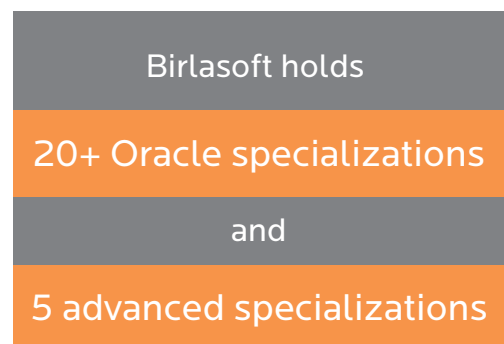 Birlasoft holds
20+ Oracle specializations
and
5 advanced specializations